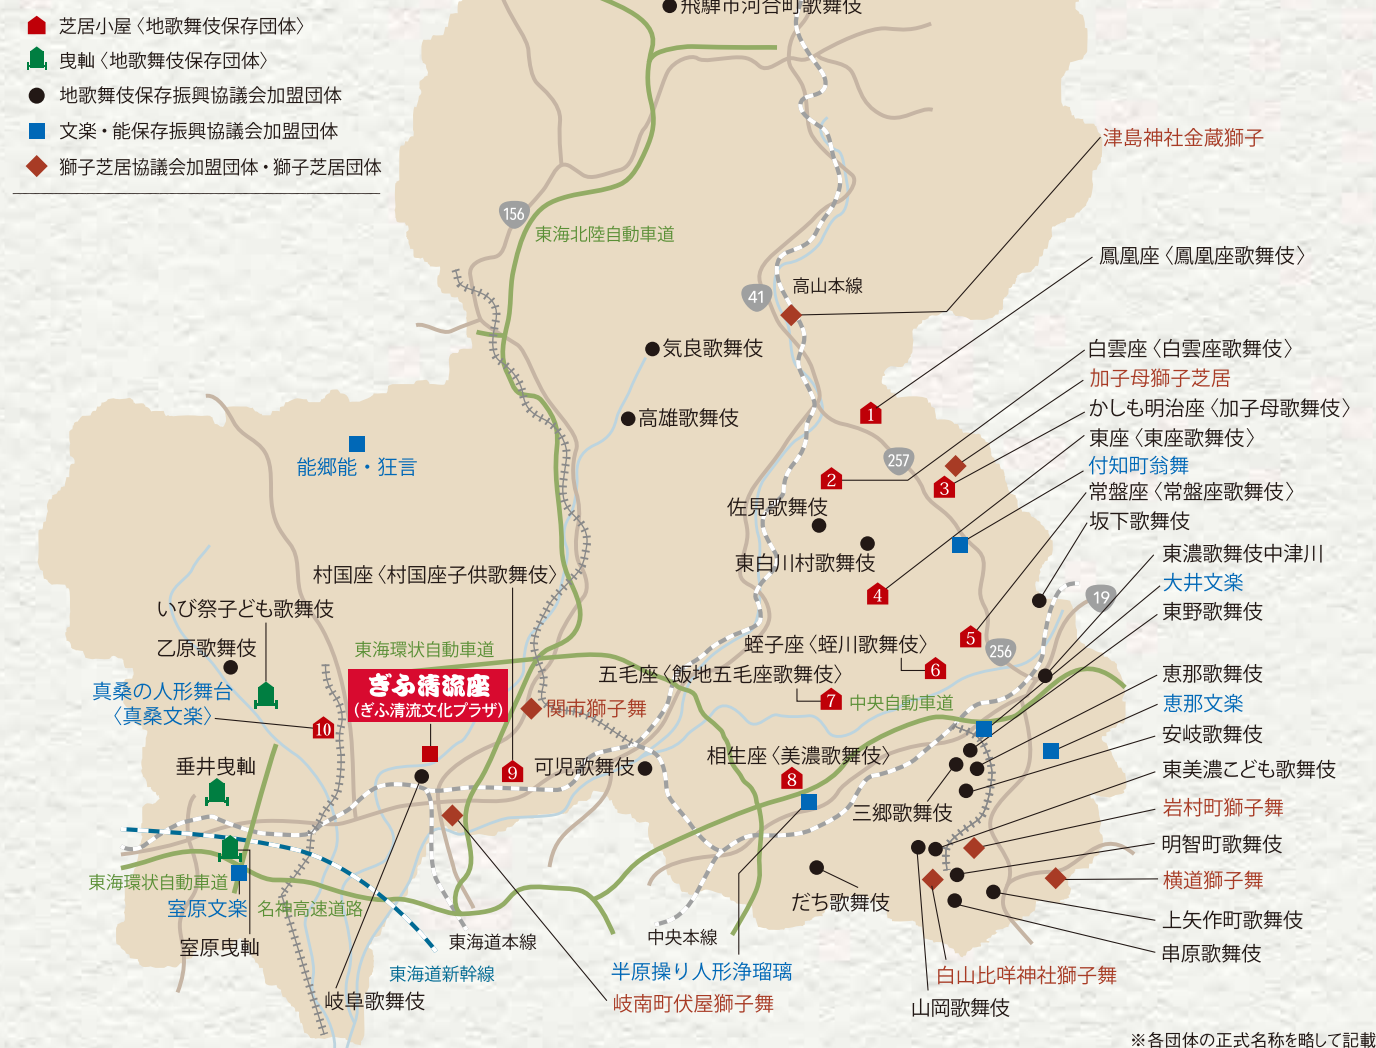 芝居小屋〈地歌舞伎保存団体〉
曳軕〈地歌舞伎保存団体〉
地歌舞伎保存振興協議会加盟団体
文楽・能保存振興協議会加盟団体
獅子芝居協議会加盟団体・獅子芝居団体
飛騨市河合町歌舞伎
津島神社金蔵獅子
156
東海北陸自動車道
鳳凰座〈鳳凰座歌舞伎〉
41
高山本線
気良歌舞伎
白雲座〈白雲座歌舞伎〉
加子母獅子芝居
かしも明治座〈加子母歌舞伎〉
1
高雄歌舞伎
東座〈東座歌舞伎〉
能郷能・狂言
257
付知町翁舞
2
3
常盤座〈常盤座歌舞伎〉
佐見歌舞伎
坂下歌舞伎
東白川村歌舞伎
東濃歌舞伎中津川
村国座〈村国座子供歌舞伎〉
大井文楽
4
19
いび祭子ども歌舞伎
東野歌舞伎
5
乙原歌舞伎
東海環状自動車道
蛭子座〈蛭川歌舞伎〉
256
6
五毛座〈飯地五毛座歌舞伎〉
恵那歌舞伎
真桑の人形舞台
〈真桑文楽〉
ぎふ清流座
(ぎふ清流文化プラザ)
関市獅子舞
7
中央自動車道
恵那文楽
10
安岐歌舞伎
相生座〈美濃歌舞伎〉
垂井曳軕
9
可児歌舞伎
8
東美濃こども歌舞伎
三郷歌舞伎
岩村町獅子舞
明智町歌舞伎
東海環状自動車道
横道獅子舞
室原文楽
名神高速道路
だち歌舞伎
上矢作町歌舞伎
室原曳軕
東海道本線
中央本線
串原歌舞伎
東海道新幹線
半原操り人形浄瑠璃
白山比咩神社獅子舞
岐阜歌舞伎
岐南町伏屋獅子舞
山岡歌舞伎
※各団体の正式名称を略して記載